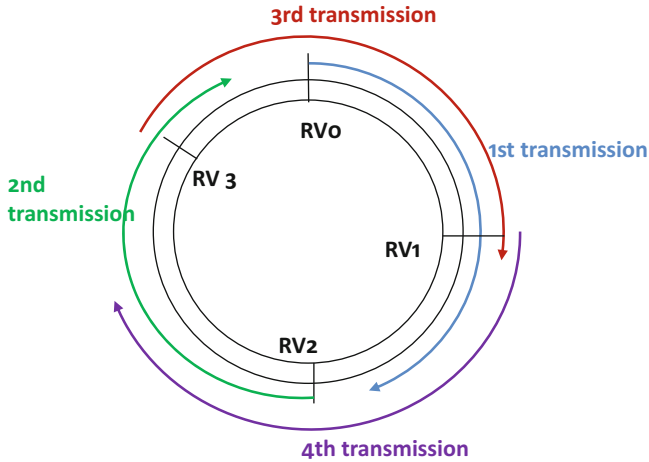 3rd transmission
RV0
1st transmission
RV 3
2nd
transmission
RV1
RV2
4th transmission